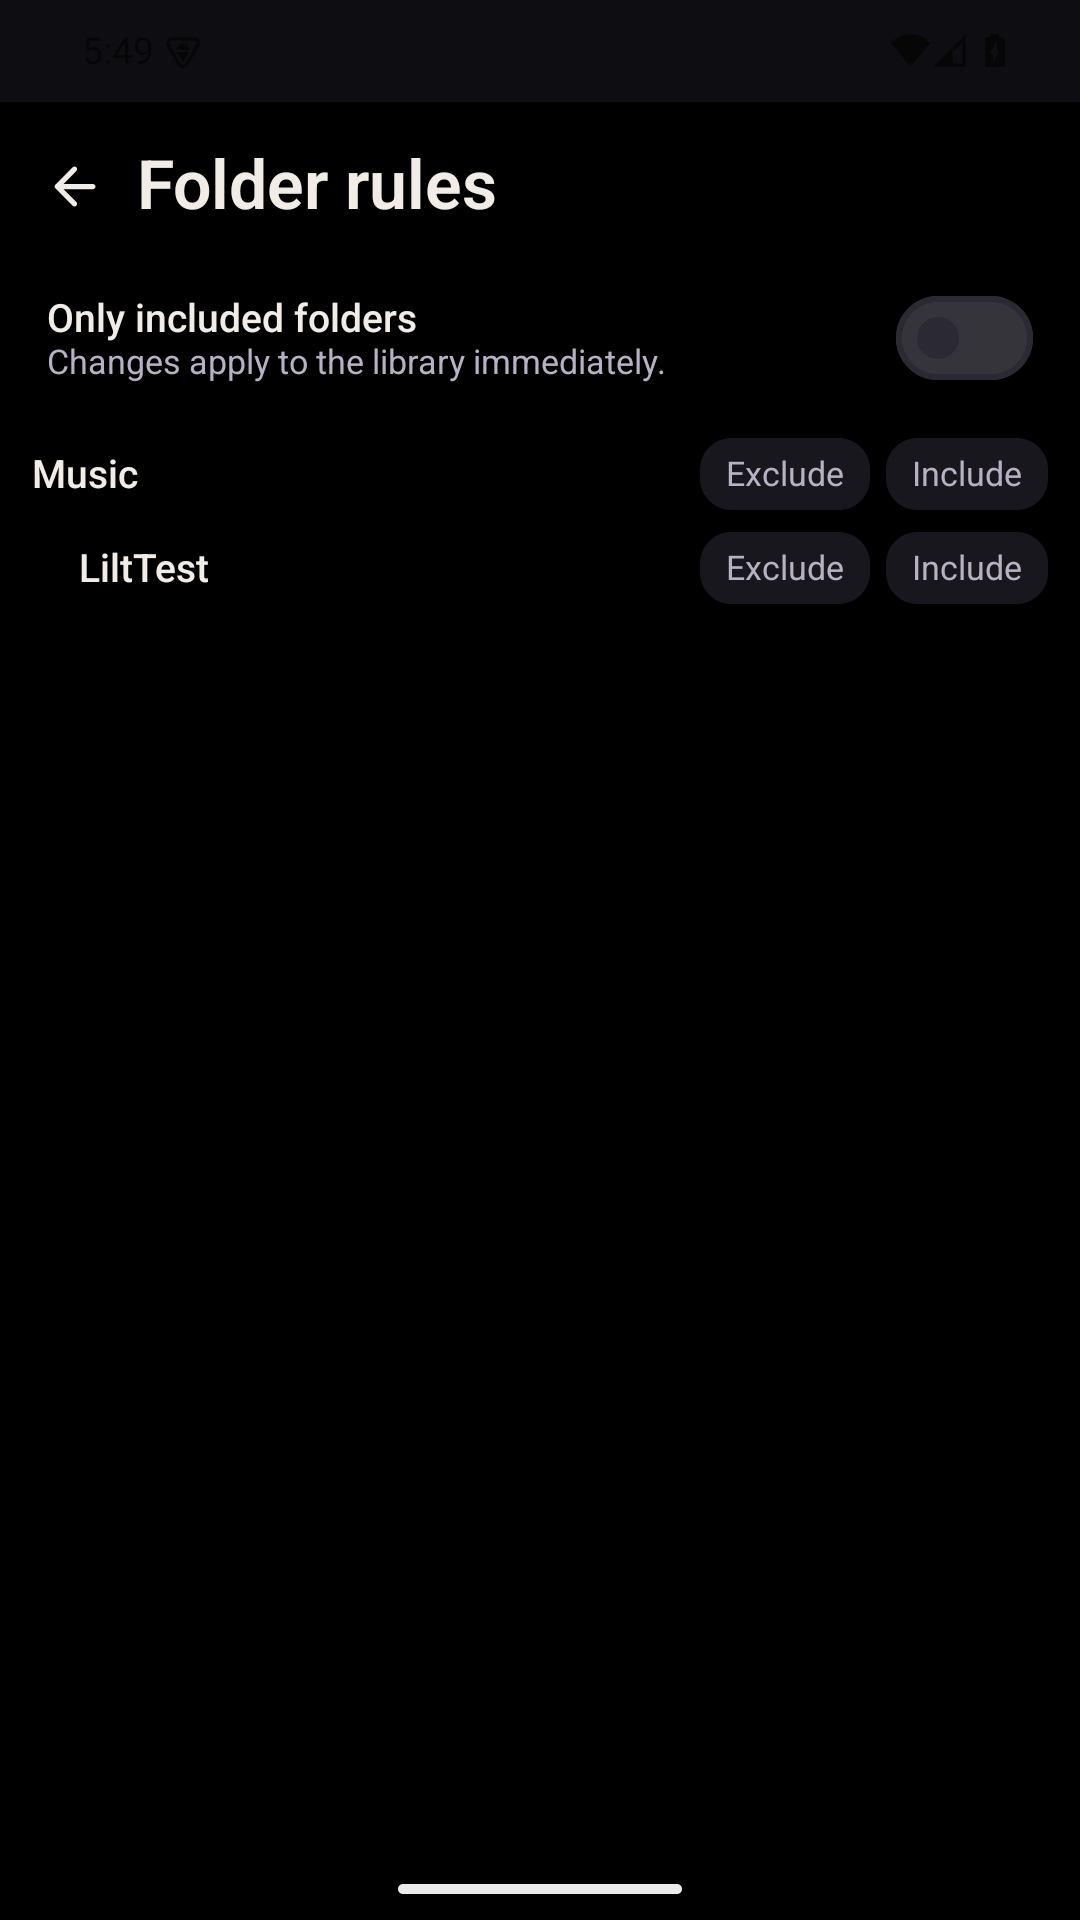 5:49
Folder rules
Only included folders
Changes apply to the library immediately.
Music
Exclude
Include
LiltTest
Exclude
Include